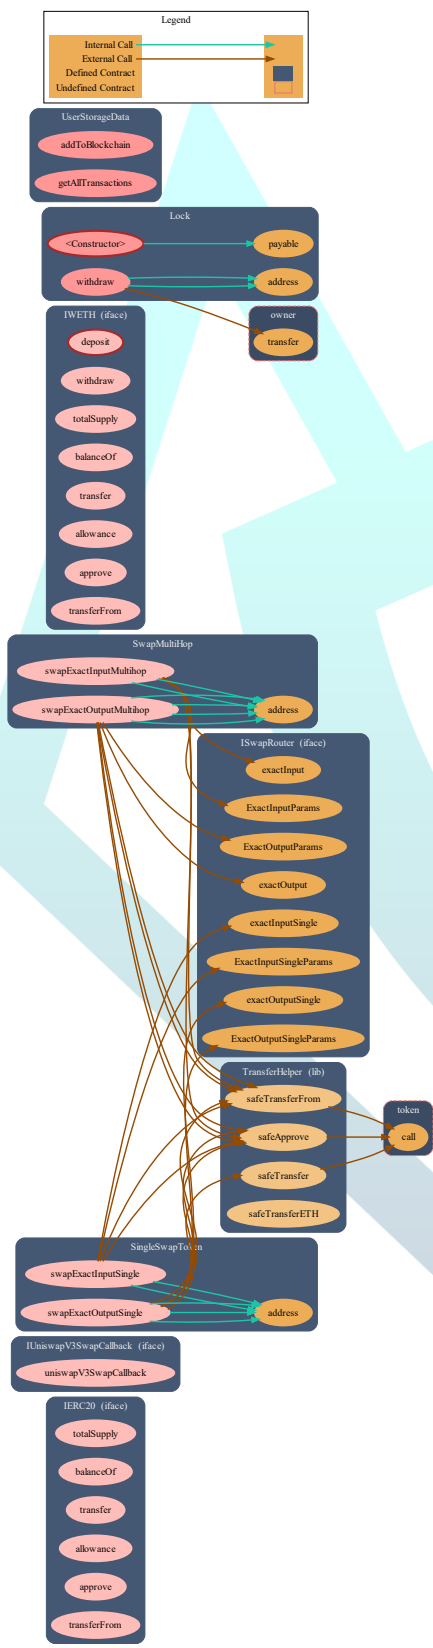 Legend
Internal Call
External Call
Defined Contract
Undefined Contract
UserStorageData
addToBlockchain
getAllTransactions
Lock
<Constructor>
payable
withdraw
address
IWETH (iface)
owner
deposit
transfer
withdraw
totalSupply
balanceOf
transfer
allowance
approve
transferFrom
SwapMultiHop
swapExactInputMultihop
swapExactOutputMultihop
address
ISwapRouter (iface)
exactInput
ExactInputParams
ExactOutputParams
exactOutput
exactInputSingle
ExactInputSingleParams
exactOutputSingle
ExactOutputSingleParams
TransferHelper (lib)
safeTransferFrom
token
safeApprove
call
safeTransfer
safeTransferETH
SingleSwapToken
swapExactInputSingle
swapExactOutputSingle
address
IUniswapV3SwapCallback (iface)
uniswapV3SwapCallback
IERC20 (iface)
totalSupply
balanceOf
transfer
allowance
approve
transferFrom